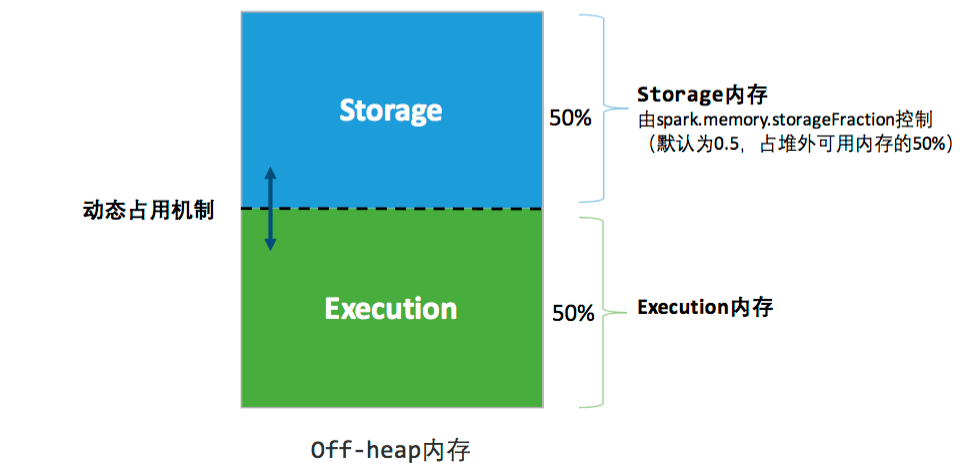 Storage
50%
Storage内存
由spark.memory.storageFraction控制
（默认为0.5，占堆外可用内存的50%）
动态占用机制
Execution
50%
Execution内存
Off-heap内存